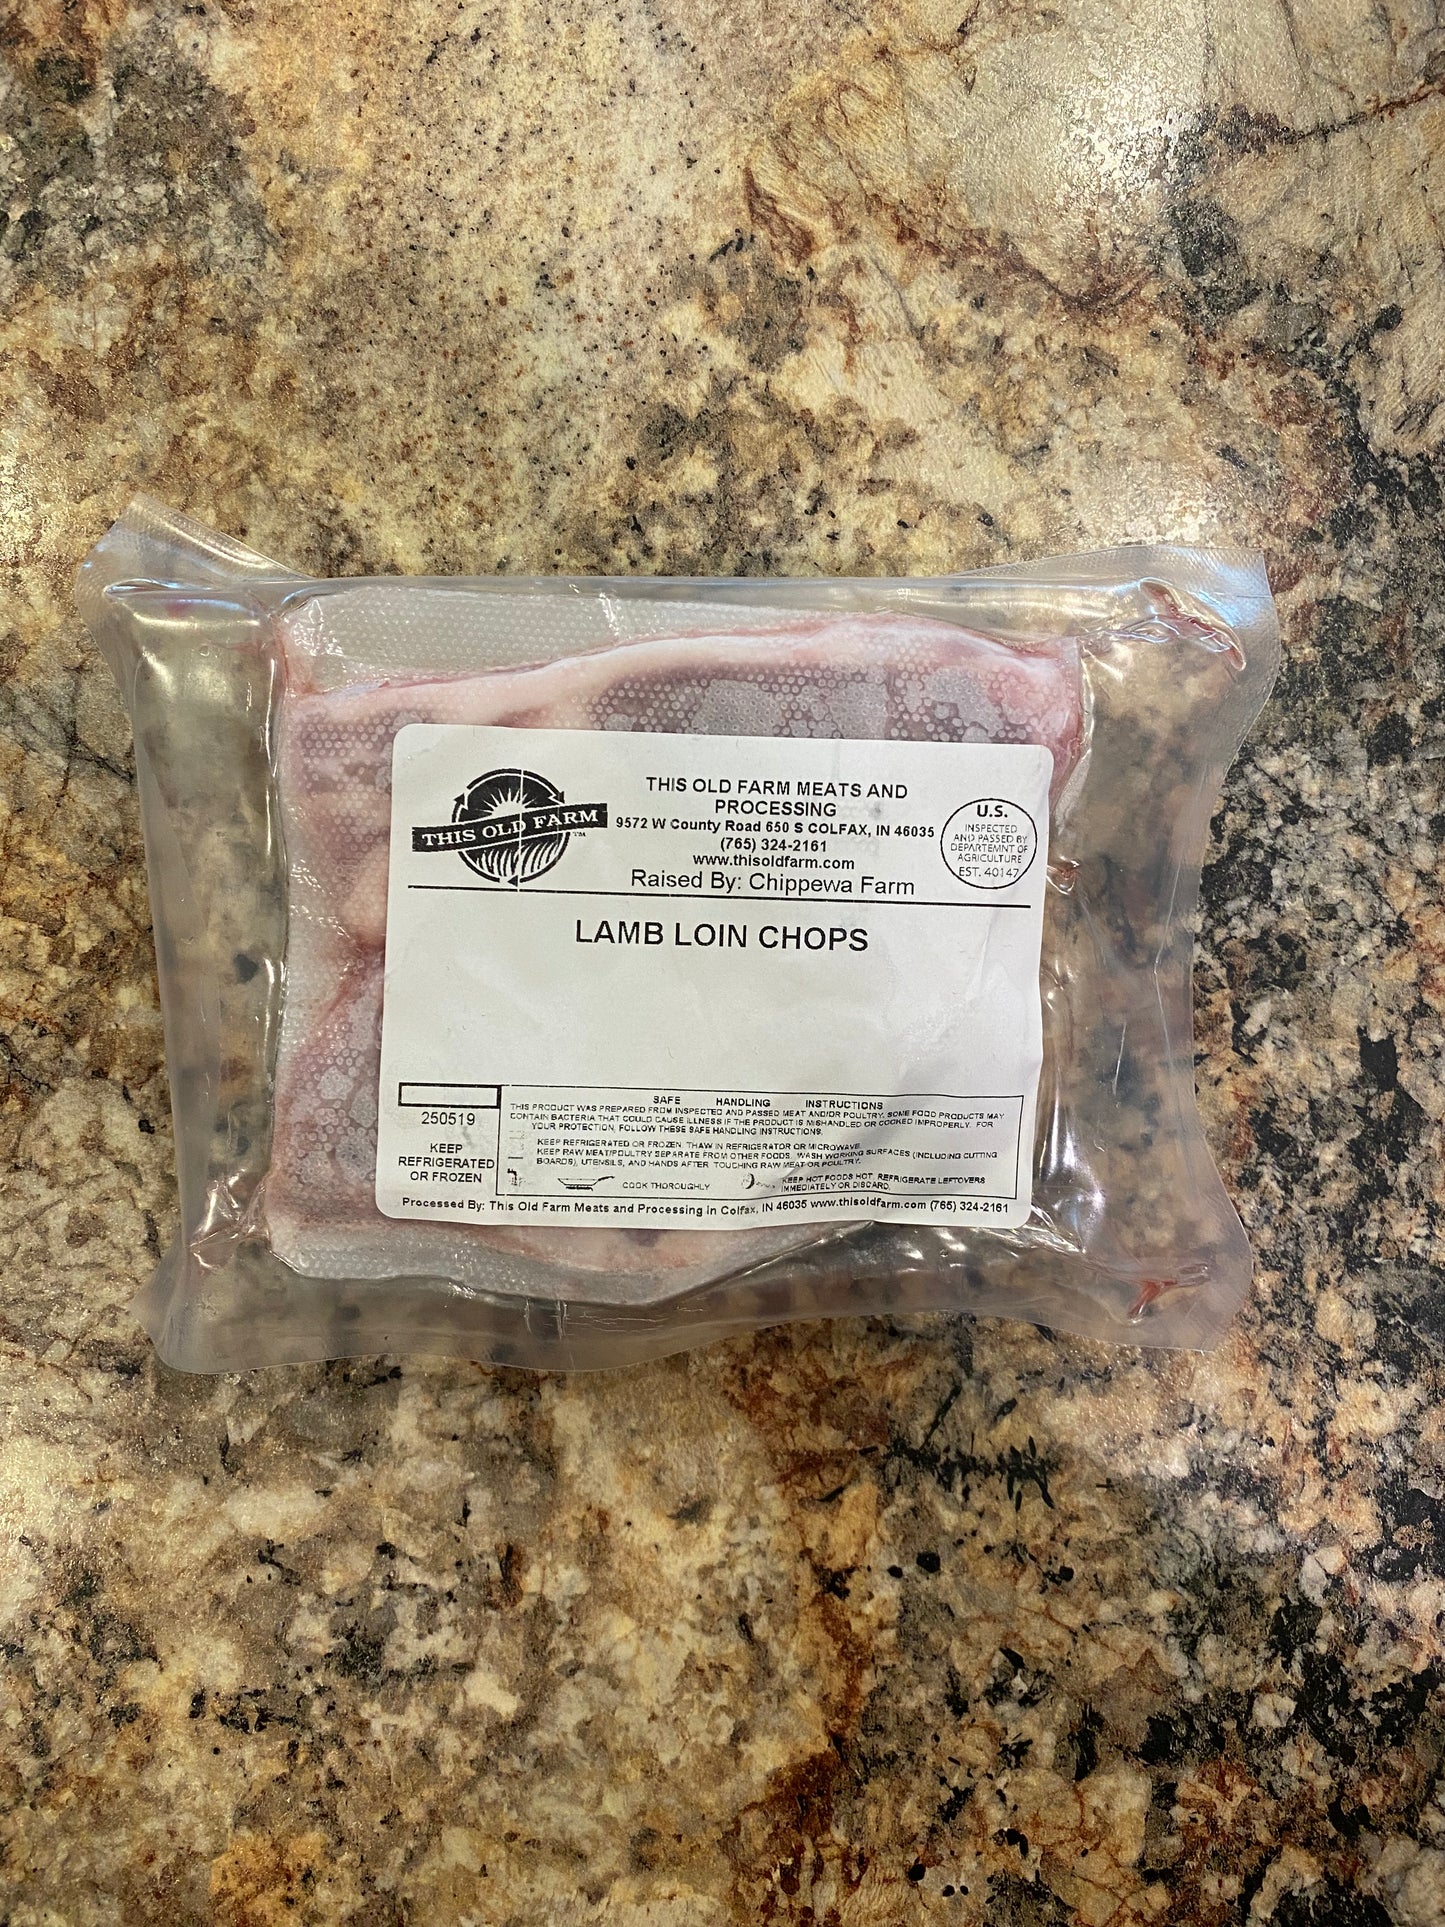 THIS OLD FARM
TM
THIS OLD FARM MEATS AND
PROCESSING
9572 W County Road 650 S COLFAX, IN 46035
(765) 324-2161
www.thisoldfarm.com
Raised By: Chippewa Farm
U.S.
INSPECTED
AND PASSED BY
DEPARTEMNT OF
AGRICULTURE
EST. 40147
LAMB LOIN CHOPS
250519
KEEP
REFRIGERATED
OR FROZEN
SAFE HANDLING INSTRUCTIONS
THIS PRODUCT WAS PREPARED FROM INSPECTED AND PASSED MEAT AND/OR POULTRY. SOME FOOD PRODUCTS MAY
CONTAIN BACTERIA THAT COULD CAUSE ILLNESS IF THE PRODUCT IS MISHANDLED OR COOKED IMPROPERLY. FOR
YOUR PROTECTION, FOLLOW THESE SAFE HANDLING INSTRUCTIONS.
KEEP REFRIGERATED OR FROZEN. THAW IN REFRIGERATOR OR MICROWAVE.
KEEP RAW MEAT/POULTRY SEPARATE FROM OTHER FOODS. WASH WORKING SURFACES (INCLUDING CUTTING
BOARDS), UTENSILS, AND HANDS AFTER TOUCHING RAW MEAT OR POULTRY.
COOK THOROUGHLY
KEEP HOT FOODS HOT. REFRIGERATE LEFTOVERS
IMMEDIATELY OR DISCARD.
Processed By: This Old Farm Meats and Processing in Colfax, IN 46035 www.thisoldfarm.com (765) 324-2161